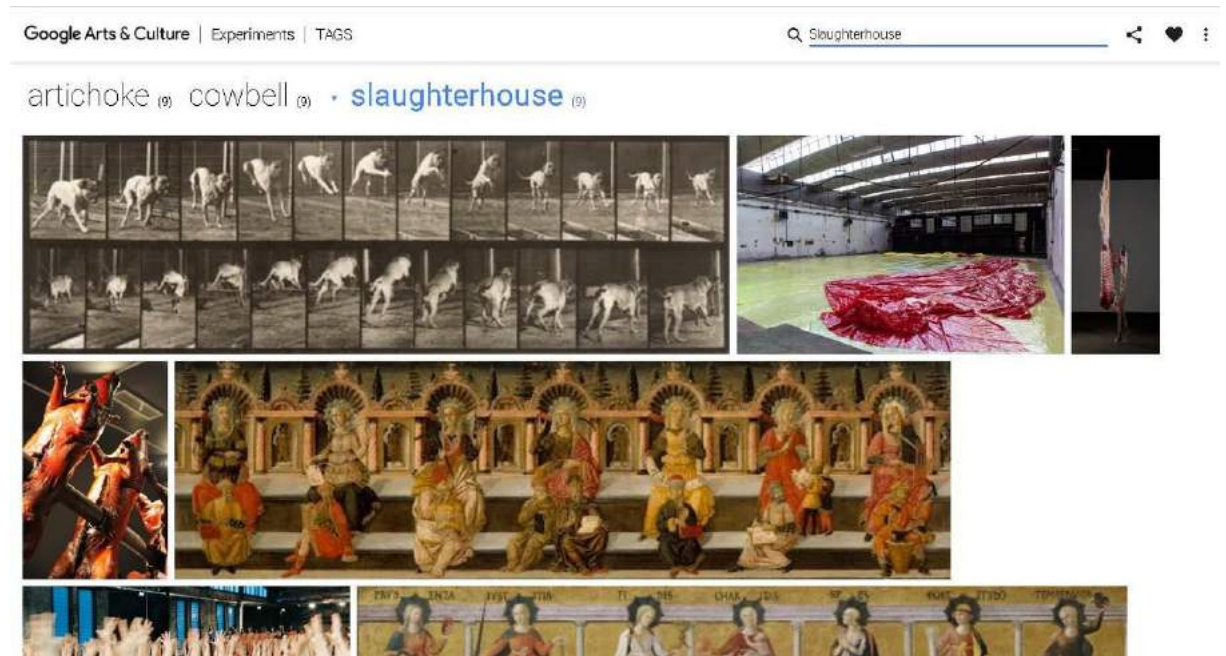 Google Arts & Culture | Experiments | TAGS
Slaughterhouse
artichoke (9) cowbell (9) · slaughterhouse (9)